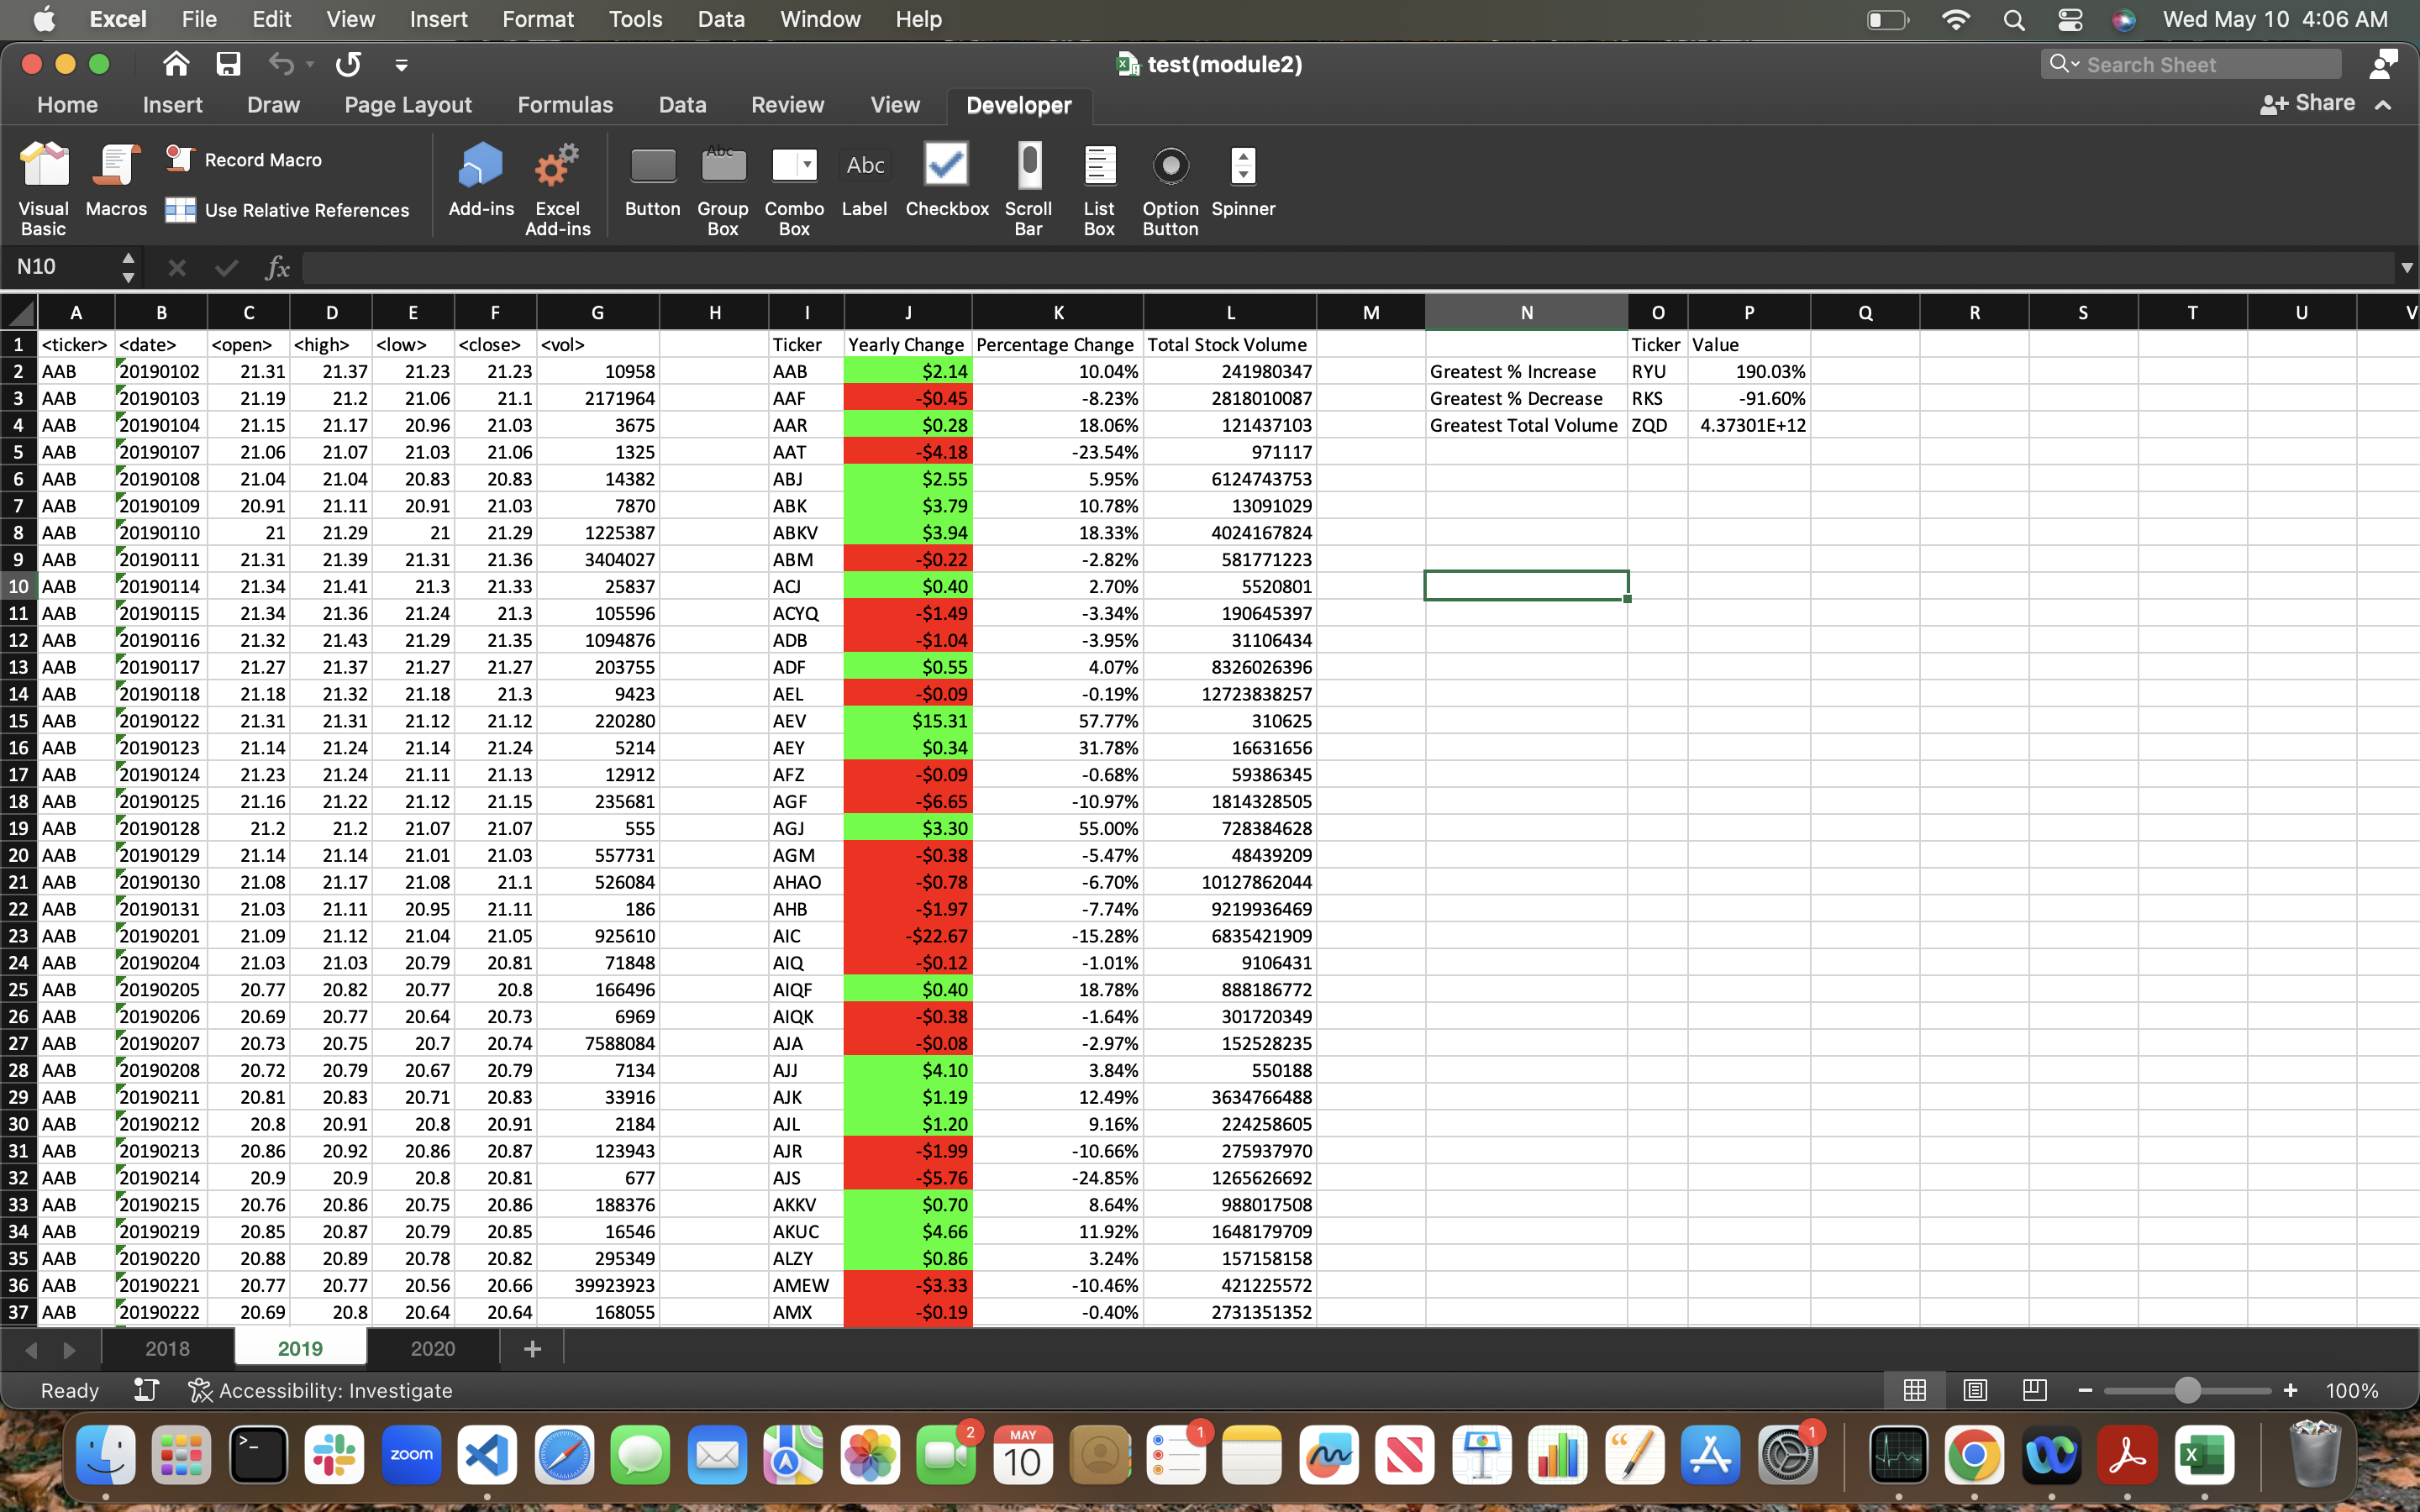 Excel File Edit View Insert Format Tools Data Window Help Wed May 10 4:06 AM
test(module2) Search Sheet
Home Insert Draw Page Layout Formulas Data Review View Developer Share
Visual Basic Macros Record Macro Use Relative References Add-ins Excel Add-ins Button Abc Group Box Combo Box Abc Label Checkbox Scroll Bar List Box Option Button Spinner
N10 fx
A B C D E F G H I J K L M N O P Q R S T U V
1 <ticker> <date> <open> <high> <low> <close> <vol> Ticker Yearly Change Percentage Change Total Stock Volume Ticker Value
2 AAB 20190102 21.31 21.37 21.23 21.23 10958 AAB $2.14 10.04% 241980347 Greatest % Increase RYU 190.03%
3 AAB 20190103 21.19 21.2 21.06 21.1 2171964 AAF -$0.45 -8.23% 2818010087 Greatest % Decrease RKS -91.60%
4 AAB 20190104 21.15 21.17 20.96 21.03 3675 AAR $0.28 18.06% 121437103 Greatest Total Volume ZQD 4.37301E+12
5 AAB 20190107 21.06 21.07 21.03 21.06 1325 AAT -$4.18 -23.54% 971117
6 AAB 20190108 21.04 21.04 20.83 20.83 14382 ABJ $2.55 5.95% 6124743753
7 AAB 20190109 20.91 21.11 20.91 21.03 7870 ABK $3.79 10.78% 13091029
8 AAB 20190110 21 21.29 21 21.29 1225387 ABKV $3.94 18.33% 4024167824
9 AAB 20190111 21.31 21.39 21.31 21.36 3404027 ABM -$0.22 -2.82% 581771223
10 AAB 20190114 21.34 21.41 21.3 21.33 25837 ACJ $0.40 2.70% 5520801
11 AAB 20190115 21.34 21.36 21.24 21.3 105596 ACYQ -$1.49 -3.34% 190645397
12 AAB 20190116 21.32 21.43 21.29 21.35 1094876 ADB -$1.04 -3.95% 31106434
13 AAB 20190117 21.27 21.37 21.27 21.27 203755 ADF $0.55 4.07% 8326026396
14 AAB 20190118 21.18 21.32 21.18 21.3 9423 AEL -$0.09 -0.19% 12723838257
15 AAB 20190122 21.31 21.31 21.12 21.12 220280 AEV $15.31 57.77% 310625
16 AAB 20190123 21.14 21.24 21.14 21.24 5214 AEY $0.34 31.78% 16631656
17 AAB 20190124 21.23 21.24 21.11 21.13 12912 AFZ -$0.09 -0.68% 59386345
18 AAB 20190125 21.16 21.22 21.12 21.15 235681 AGF -$6.65 -10.97% 1814328505
19 AAB 20190128 21.2 21.2 21.07 21.07 555 AGJ $3.30 55.00% 728384628
20 AAB 20190129 21.14 21.14 21.01 21.03 557731 AGM -$0.38 -5.47% 48439209
21 AAB 20190130 21.08 21.17 21.08 21.1 526084 AHAO -$0.78 -6.70% 10127862044
22 AAB 20190131 21.03 21.11 20.95 21.11 186 AHB -$1.97 -7.74% 9219936469
23 AAB 20190201 21.09 21.12 21.04 21.05 925610 AIC -$22.67 -15.28% 6835421909
24 AAB 20190204 21.03 21.03 20.79 20.81 71848 AIQ -$0.12 -1.01% 9106431
25 AAB 20190205 20.77 20.82 20.77 20.8 166496 AIQF $0.40 18.78% 888186772
26 AAB 20190206 20.69 20.77 20.64 20.73 6969 AIQK -$0.38 -1.64% 301720349
27 AAB 20190207 20.73 20.75 20.7 20.74 7588084 AJA -$0.08 -2.97% 152528235
28 AAB 20190208 20.72 20.79 20.67 20.79 7134 AJJ $4.10 3.84% 550188
29 AAB 20190211 20.81 20.83 20.71 20.83 33916 AJK $1.19 12.49% 3634766488
30 AAB 20190212 20.8 20.91 20.8 20.91 2184 AJL $1.20 9.16% 224258605
31 AAB 20190213 20.86 20.92 20.86 20.87 123943 AJR -$1.99 -10.66% 275937970
32 AAB 20190214 20.9 20.9 20.8 20.81 677 AJS -$5.76 -24.85% 1265626692
33 AAB 20190215 20.76 20.86 20.75 20.86 188376 AKKV $0.70 8.64% 988017508
34 AAB 20190219 20.85 20.87 20.79 20.85 16546 AKUC $4.66 11.92% 1648179709
35 AAB 20190220 20.88 20.89 20.78 20.82 295349 ALZY $0.86 3.24% 157158158
36 AAB 20190221 20.77 20.77 20.56 20.66 39923923 AMEW -$3.33 -10.46% 421225572
37 AAB 20190222 20.69 20.8 20.64 20.64 168055 AMX -$0.19 -0.40% 2731351352
2018 2019 2020 +
Ready Accessibility: Investigate 100%
zoom 2 MAY 10 1 1